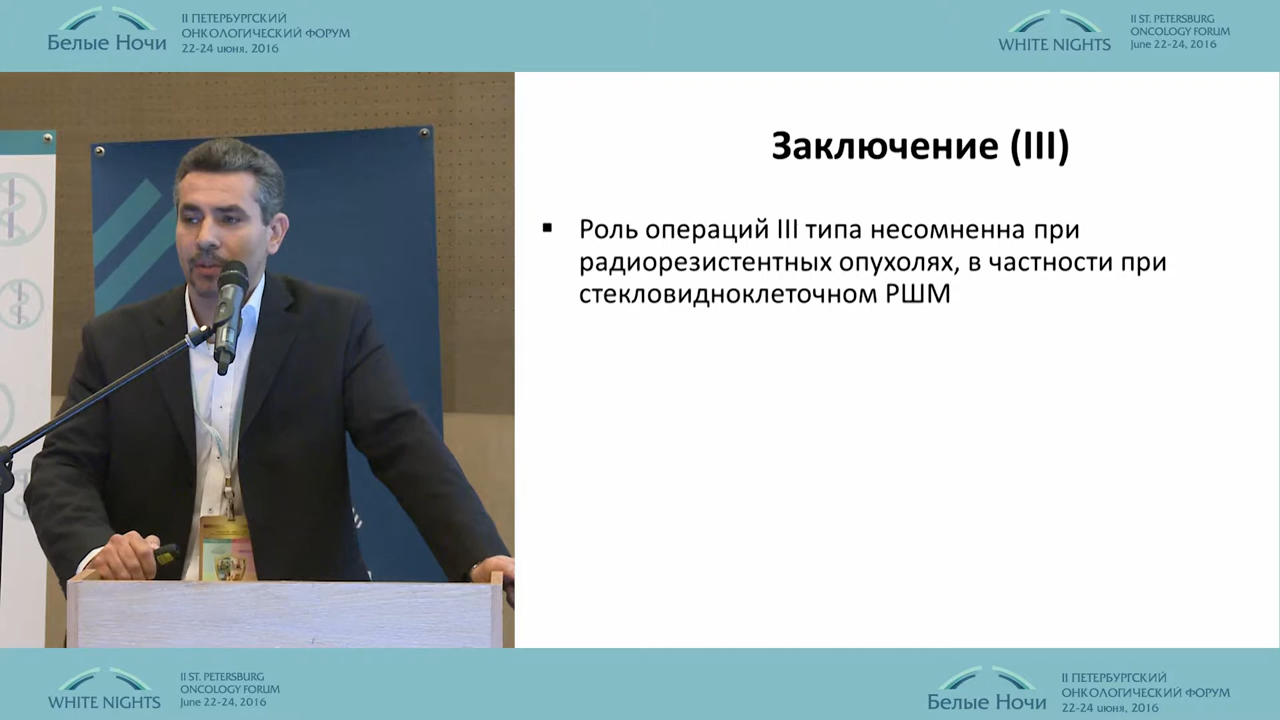 Белые Ночи
II ПЕТЕРБУРГСКИЙ
ОНКОЛОГИЧЕСКИЙ ФОРУМ
22-24 июня, 2016
WHITE NIGHTS
II ST. PETERSBURG
ONCOLOGY FORUM
June 22-24, 2016
Заключение (III)
▪ Роль операций III типа несомненна при
радиорезистентных опухолях, в частности при
стекловидноклеточном РШМ
WHITE NIGHTS
II ST. PETERSBURG
ONCOLOGY FORUM
June 22-24, 2016
Белые Ночи
II ПЕТЕРБУРГСКИЙ
ОНКОЛОГИЧЕСКИЙ ФОРУМ
22-24 июня, 2016